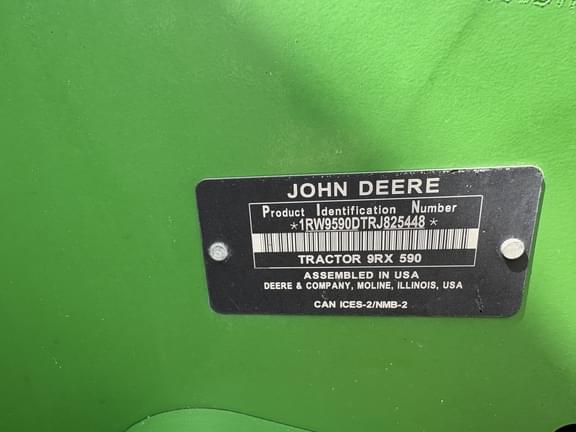 JOHN DEERE
Product Identification Number
*1RW9590DTRJ825448*
TRACTOR 9RX 590
ASSEMBLED IN USA
DEERE & COMPANY, MOLINE, ILLINOIS, USA
CAN ICES-2/NMB-2